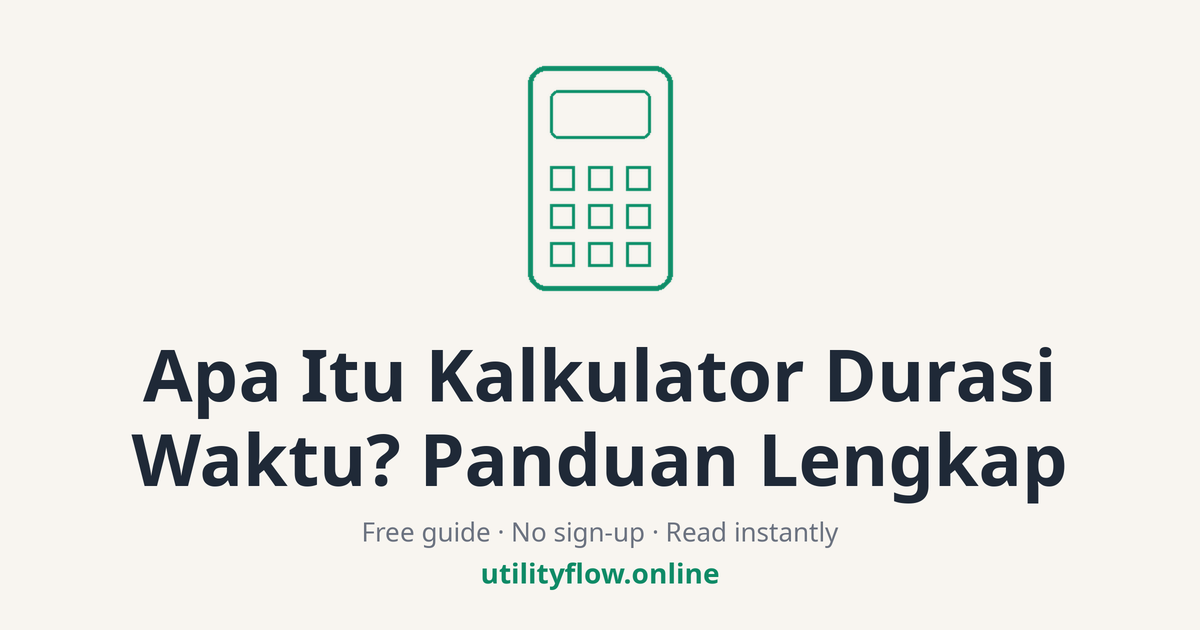 Apa Itu Kalkulator Durasi
Waktu? Panduan Lengkap
Free guide · No sign-up · Read instantly
utilityflow.online